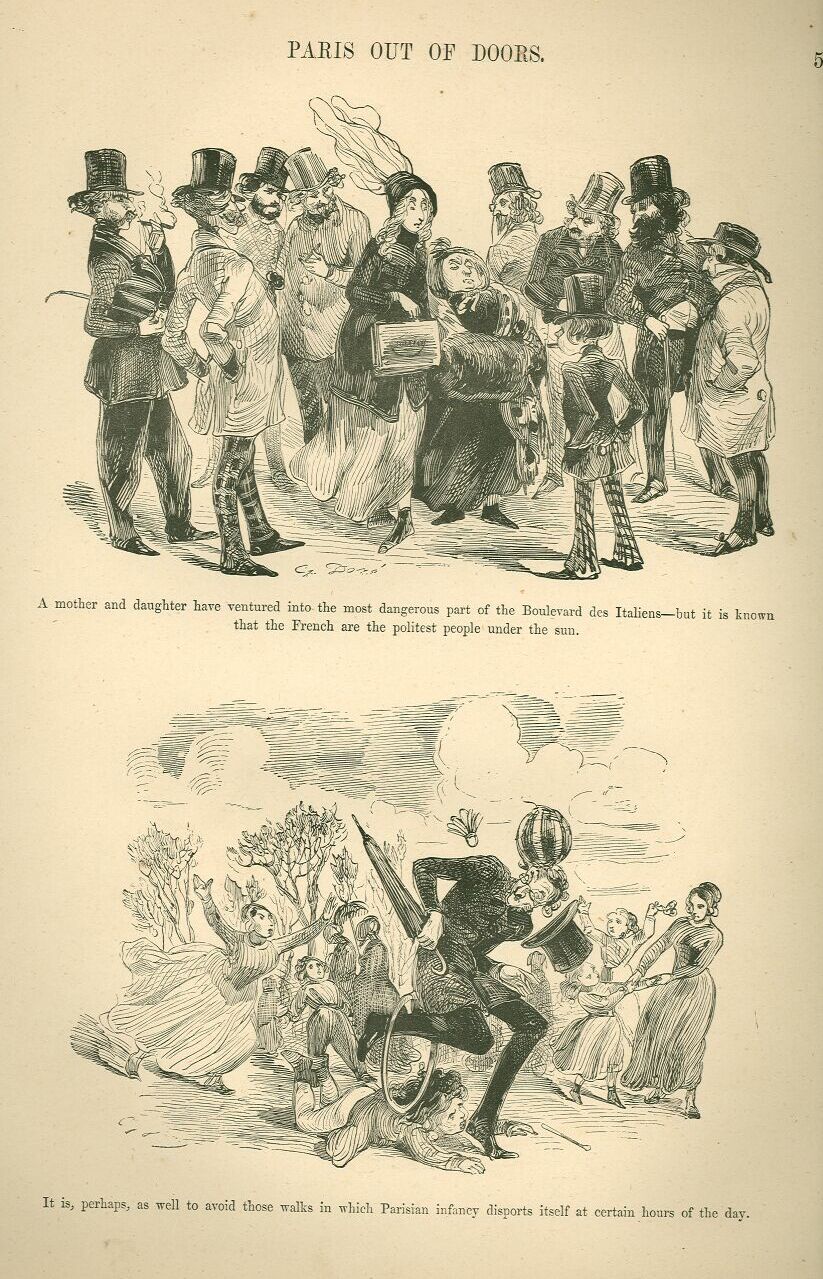 PARIS OUT OF DOORS.
5
G. Doré
A mother and daughter have ventured into the most dangerous part of the Boulevard des Italiens—but it is known
that the French are the politest people under the sun.
It is, perhaps, as well to avoid those walks in which Parisian infancy disports itself at certain hours of the day.